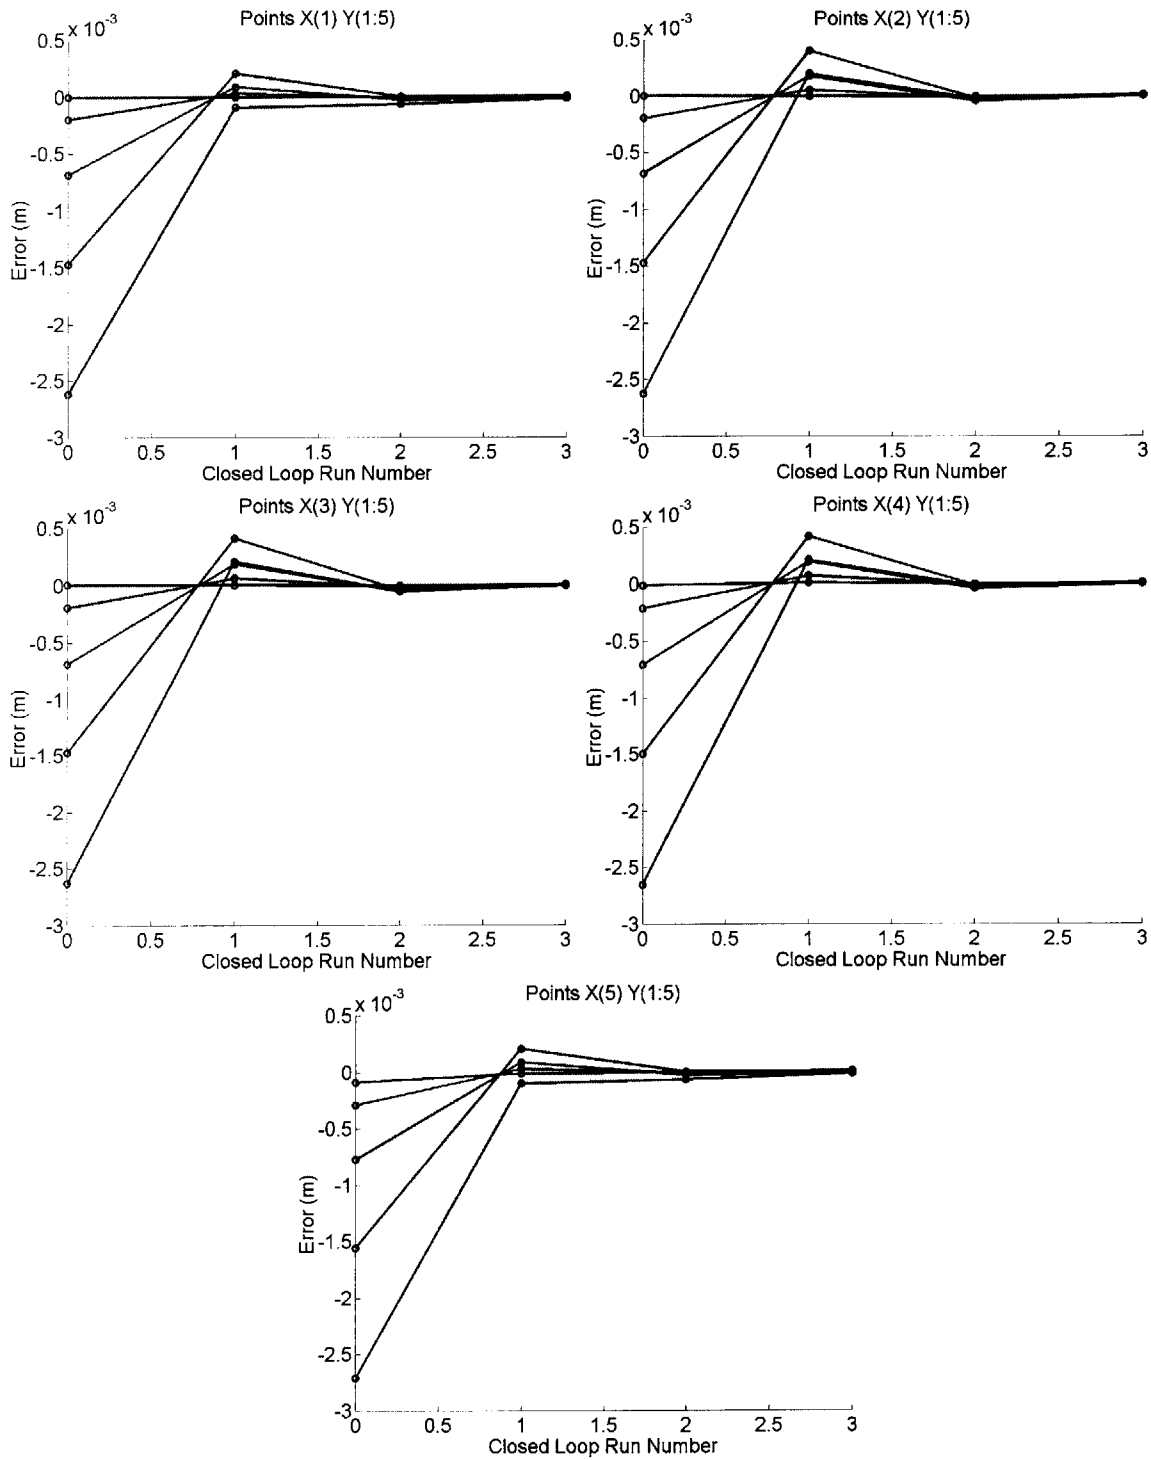 Points X(1) Y(1:5)
x 10-3
0.5
0
-0.5
-1
-1.5
-2
-2.5
-3
Error (m)
0 0.5 1 1.5 2 2.5 3
Closed Loop Run Number
Points X(2) Y(1:5)
x 10-3
0.5
0
-0.5
-1
-1.5
-2
-2.5
-3
Error (m)
0 0.5 1 1.5 2 2.5 3
Closed Loop Run Number
Points X(3) Y(1:5)
x 10-3
0.5
0
-0.5
-1
-1.5
-2
-2.5
-3
Error (m)
0 0.5 1 1.5 2 2.5 3
Closed Loop Run Number
Points X(4) Y(1:5)
x 10-3
0.5
0
-0.5
-1
-1.5
-2
-2.5
-3
Error (m)
0 0.5 1 1.5 2 2.5 3
Closed Loop Run Number
Points X(5) Y(1:5)
x 10-3
0.5
0
-0.5
-1
-1.5
-2
-2.5
-3
Error (m)
0 0.5 1 1.5 2 2.5 3
Closed Loop Run Number